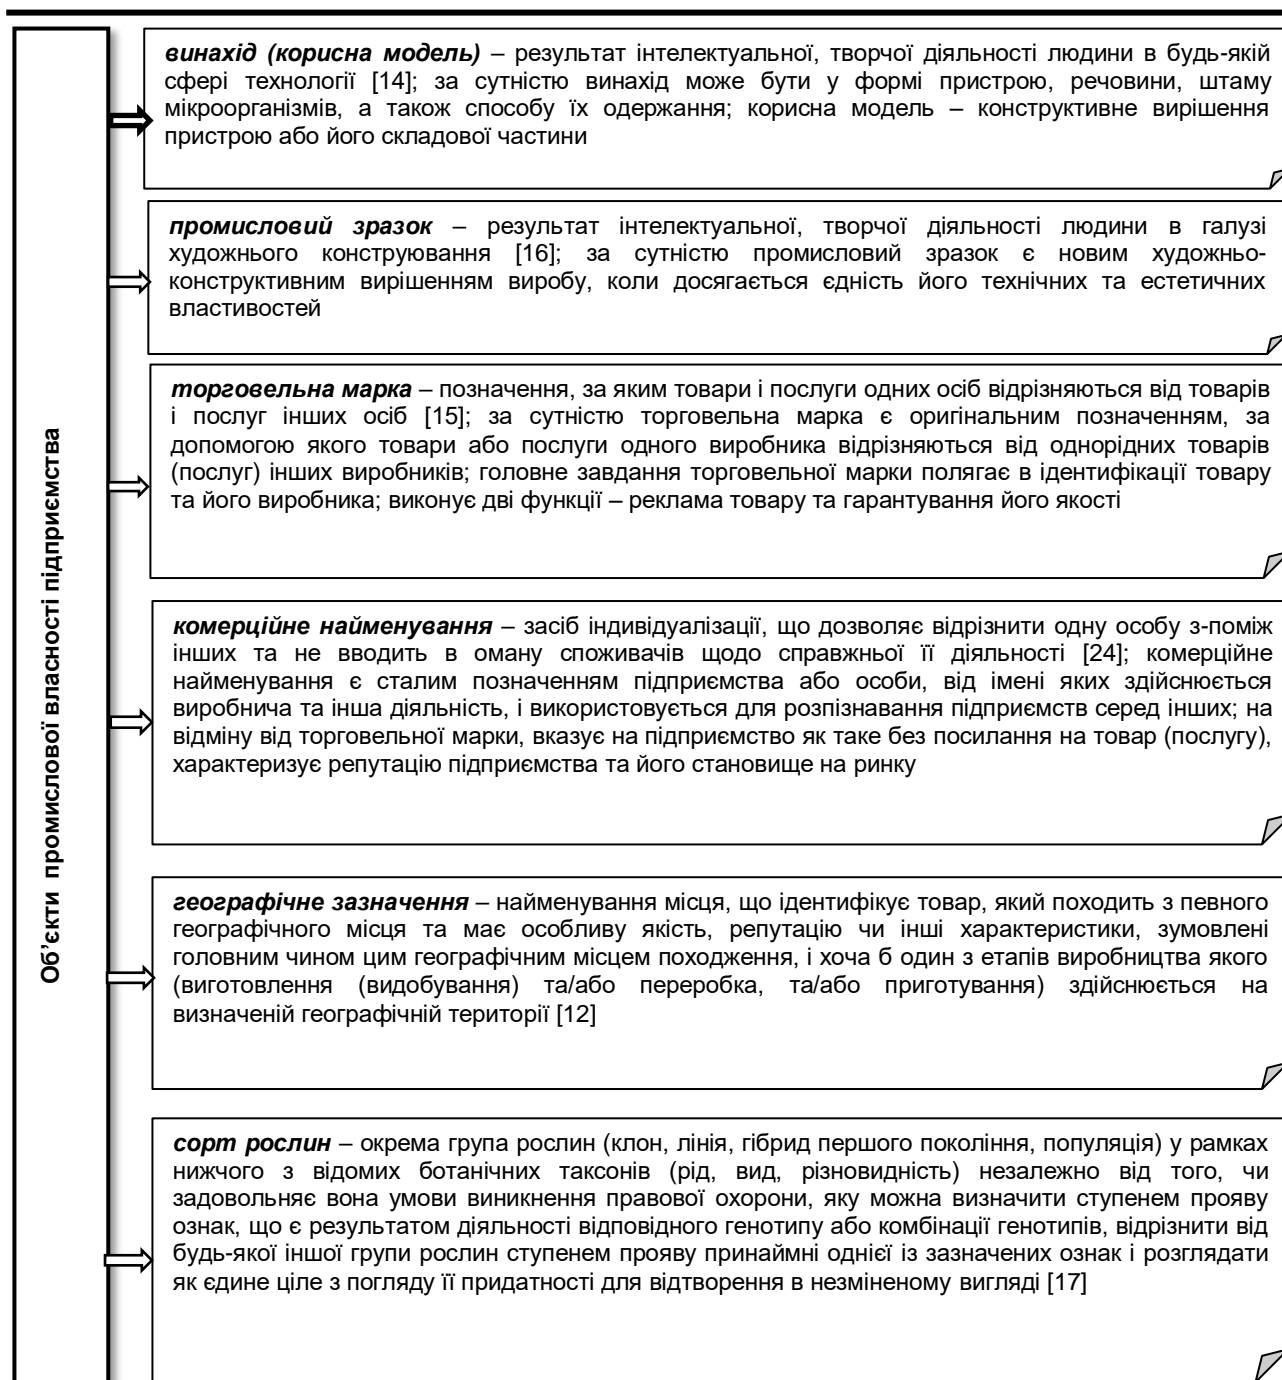 Об’єкти промислової власності підприємства
винахід (корисна модель) – результат інтелектуальної, творчої діяльності людини в будь-якій
сфері технології [14]; за сутністю винахід може бути у формі пристрою, речовини, штаму
мікроорганізмів, а також способу їх одержання; корисна модель – конструктивне вирішення
пристрою або його складової частини
промисловий зразок – результат інтелектуальної, творчої діяльності людини в галузі
художнього конструювання [16]; за сутністю промисловий зразок є новим художньо-
конструктивним вирішенням виробу, коли досягається єдність його технічних та естетичних
властивостей
торговельна марка – позначення, за яким товари і послуги одних осіб відрізняються від товарів
і послуг інших осіб [15]; за сутністю торговельна марка є оригінальним позначенням, за
допомогою якого товари або послуги одного виробника відрізняються від однорідних товарів
(послуг) інших виробників; головне завдання торговельної марки полягає в ідентифікації товару
та його виробника; виконує дві функції – реклама товару та гарантування його якості
комерційне найменування – засіб індивідуалізації, що дозволяє відрізнити одну особу з-поміж
інших та не вводить в оману споживачів щодо справжньої її діяльності [24]; комерційне
найменування є сталим позначенням підприємства або особи, від імені яких здійснюється
виробнича та інша діяльність, і використовується для розпізнавання підприємств серед інших; на
відміну від торговельної марки, вказує на підприємство як таке без посилання на товар (послугу),
характеризує репутацію підприємства та його становище на ринку
географічне зазначення – найменування місця, що ідентифікує товар, який походить з певного
географічного місця та має особливу якість, репутацію чи інші характеристики, зумовлені
головним чином цим географічним місцем походження, і хоча б один з етапів виробництва якого
(виготовлення (видобування) та/або переробка, та/або приготування) здійснюється на
визначеній географічній території [12]
сорт рослин – окрема група рослин (клон, лінія, гібрид першого покоління, популяція) у рамках
нижчого з відомих ботанічних таксонів (рід, вид, різновидність) незалежно від того, чи
задовольняє вона умови виникнення правової охорони, яку можна визначити ступенем прояву
ознак, що є результатом діяльності відповідного генотипу або комбінації генотипів, відрізнити від
будь-якої іншої групи рослин ступенем прояву принаймні однієї із зазначених ознак і розглядати
як єдине ціле з погляду її придатності для відтворення в незміненому вигляді [17]